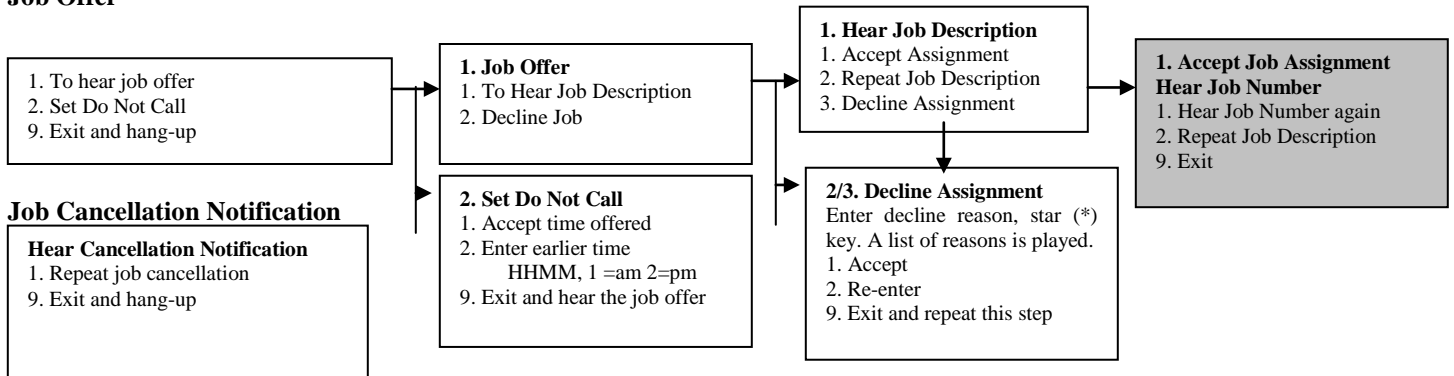 Job Offer
1. To hear job offer
2. Set Do Not Call
9. Exit and hang-up
1. Job Offer
1. To Hear Job Description
2. Decline Job
1. Hear Job Description
1. Accept Assignment
2. Repeat Job Description
3. Decline Assignment
1. Accept Job Assignment
Hear Job Number
1. Hear Job Number again
2. Repeat Job Description
9. Exit
2. Set Do Not Call
1. Accept time offered
2. Enter earlier time
HHMM, 1 =am 2=pm
9. Exit and hear the job offer
2/3. Decline Assignment
Enter decline reason, star (*)
key. A list of reasons is played.
1. Accept
2. Re-enter
9. Exit and repeat this step
Job Cancellation Notification
Hear Cancellation Notification
1. Repeat job cancellation
9. Exit and hang-up